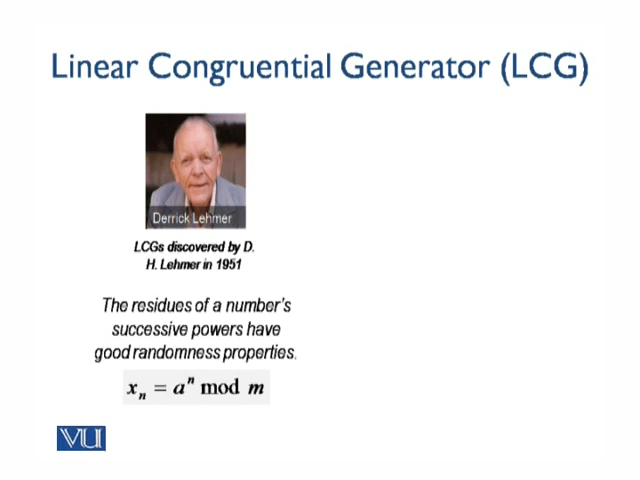 Linear Congruential Generator (LCG)
Derrick Lehmer
LCGs discovered by D.
H. Lehmer in 1951
The residues of a number's
successive powers have
good randomness properties.
xₙ = aⁿ mod m
VU